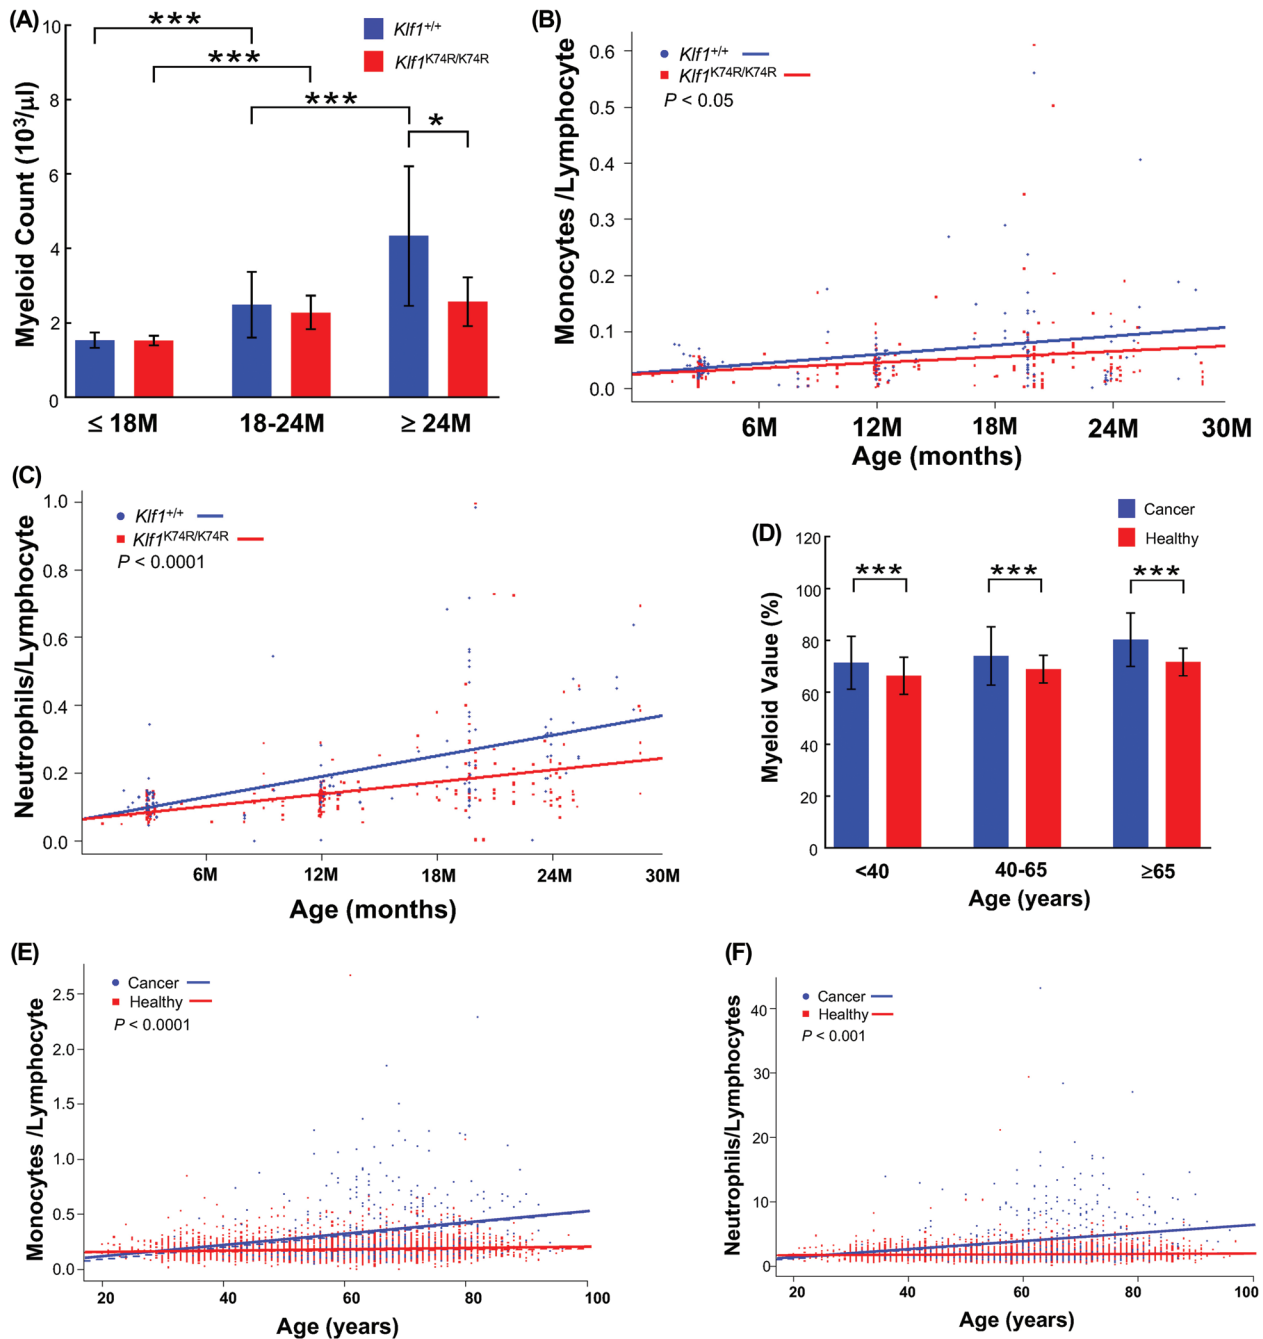 (A)
Myeloid Count (10³/µl)
10
8
6
4
2
0
***
***
***
*
Klf1+/+
Klf1K74R/K74R
≤ 18M
18-24M
≥ 24M
(B)
Monocytes /Lymphocyte
0.6
0.5
0.4
0.3
0.2
0.1
0.0
Klf1+/+
Klf1K74R/K74R
P < 0.05
6M
12M
18M
24M
30M
Age (months)
(C)
Neutrophils/Lymphocyte
1.0
0.8
0.6
0.4
0.2
0.0
Klf1+/+
Klf1K74R/K74R
P < 0.0001
6M
12M
18M
24M
30M
Age (months)
(D)
Myeloid Value (%)
120
100
80
60
40
20
0
Cancer
Healthy
***
***
***
<40
40-65
≥65
Age (years)
(E)
Monocytes /Lymphocyte
2.5
2.0
1.5
1.0
0.5
0.0
Cancer
Healthy
P < 0.0001
20
40
60
80
100
Age (years)
(F)
Neutrophils/Lymphocytes
40
30
20
10
0
Cancer
Healthy
P < 0.001
20
40
60
80
100
Age (years)